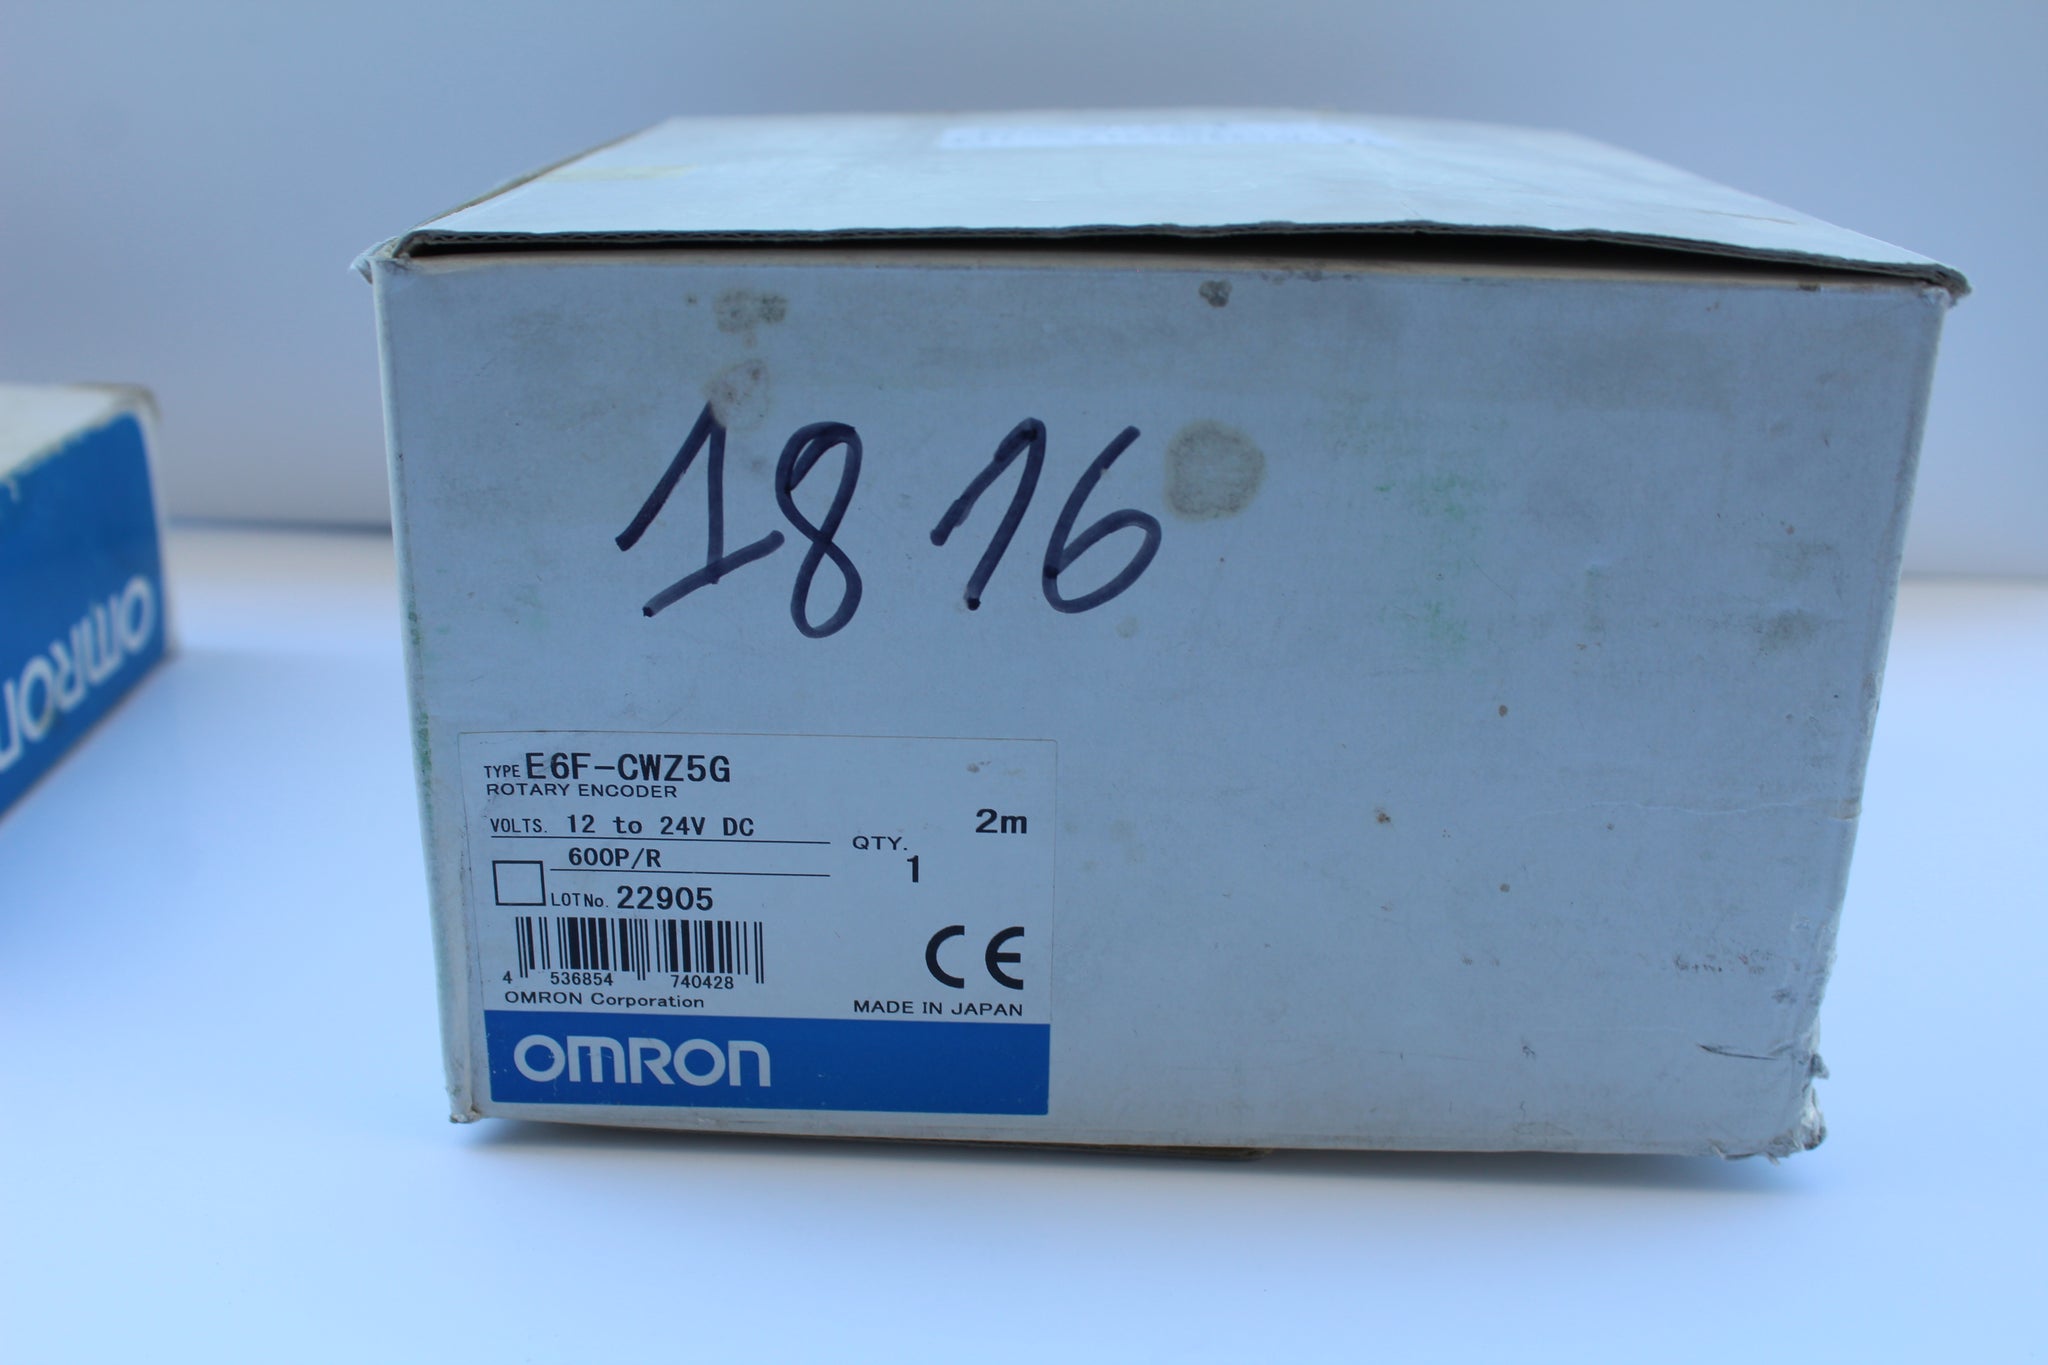 1816
TYPE E6F-CWZ5G
ROTARY ENCODER
VOLTS. 12 to 24V DC
2m
QTY. 1
600P/R
LOT No. 22905
4 536854 740428
CE
OMRON Corporation
MADE IN JAPAN
OMRON
OMRON